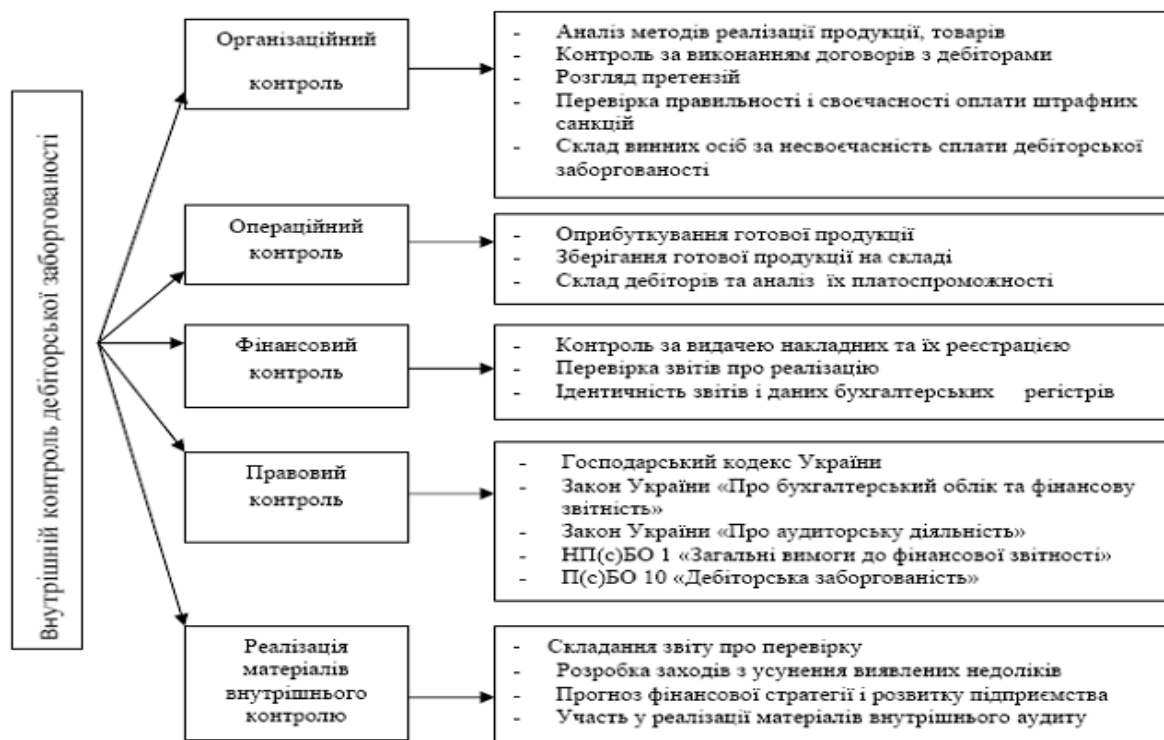 Внутрішній контроль дебіторської заборгованості
Організаційний
контроль
- Аналіз методів реалізації продукції, товарів
- Контроль за виконанням договорів з дебіторами
- Розгляд претензій
- Перевірка правильності і своєчасності оплати штрафних
санкцій
- Склад винних осіб за несвоєчасність сплати дебіторської
заборгованості
Операційний
контроль
- Оприбуткування готової продукції
- Зберігання готової продукції на складі
- Склад дебіторів та аналіз їх платоспроможності
Фінансовий
контроль
- Контроль за видачею накладних та їх реєстрацією
- Перевірка звітів про реалізацію
- Ідентичність звітів і даних бухгалтерських регістрів
Правовий
контроль
- Господарський кодекс України
- Закон України «Про бухгалтерський облік та фінансову
звітність»
- Закон України «Про аудиторську діяльність»
- НП(с)БО 1 «Загальні вимоги до фінансової звітності»
- П(с)БО 10 «Дебіторська заборгованість»
Реалізація
матеріалів
внутрішнього
контролю
- Складання звіту про перевірку
- Розробка заходів з усунення виявлених недоліків
- Прогноз фінансової стратегії і розвитку підприємства
- Участь у реалізації матеріалів внутрішнього аудиту